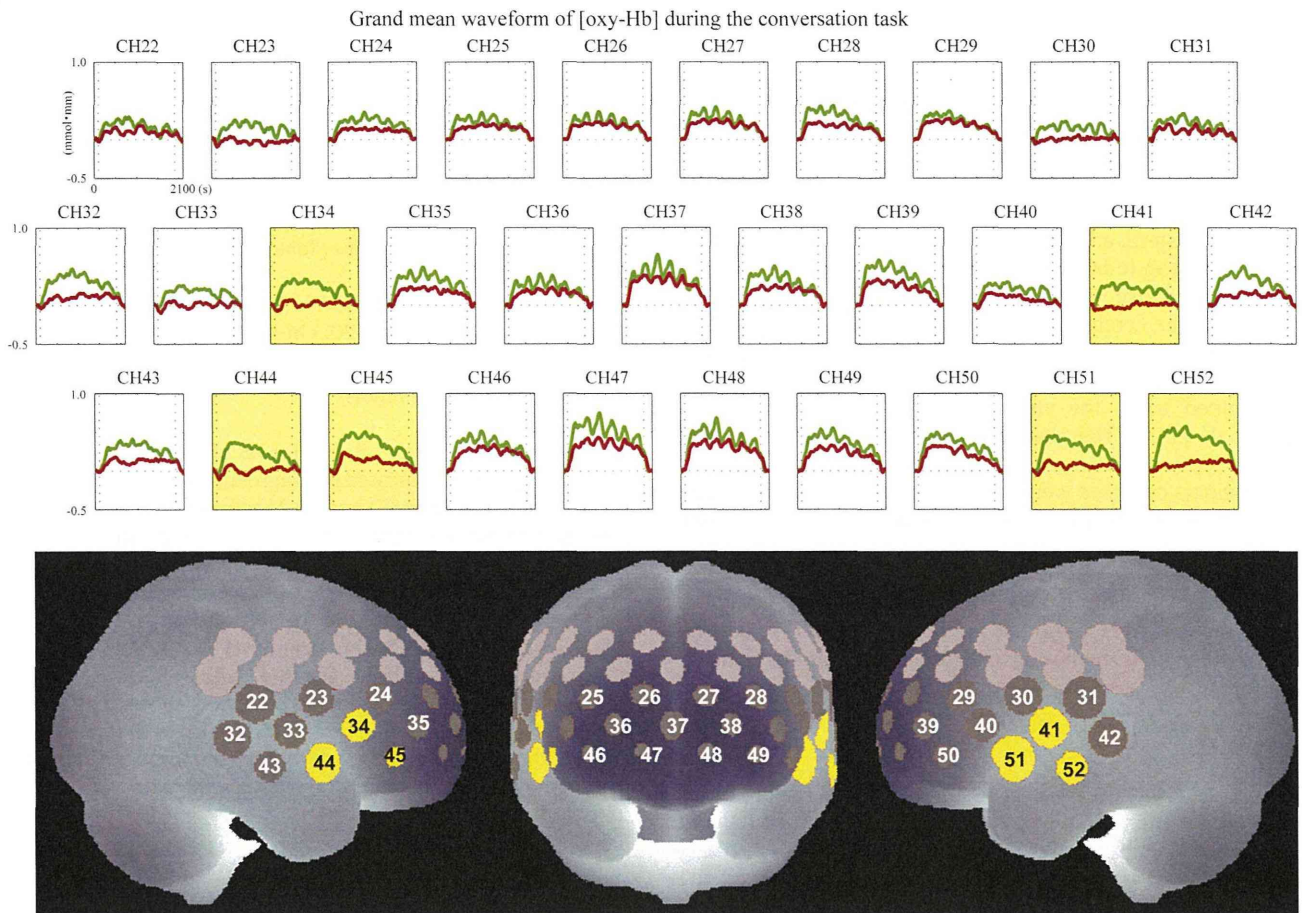 Grand mean waveform of [oxy-Hb] during the conversation task
CH22 CH23 CH24 CH25 CH26 CH27 CH28 CH29 CH30 CH31
1.0
(mmol•mm)
-0.5
0 2100 (s)
CH32 CH33 CH34 CH35 CH36 CH37 CH38 CH39 CH40 CH41 CH42
1.0
-0.5
CH43 CH44 CH45 CH46 CH47 CH48 CH49 CH50 CH51 CH52
1.0
-0.5
22 23 24 25 26 27 28 29 30 31
32 33 34 35 36 37 38 39 40 41 42
43 44 45 46 47 48 49 50 51 52